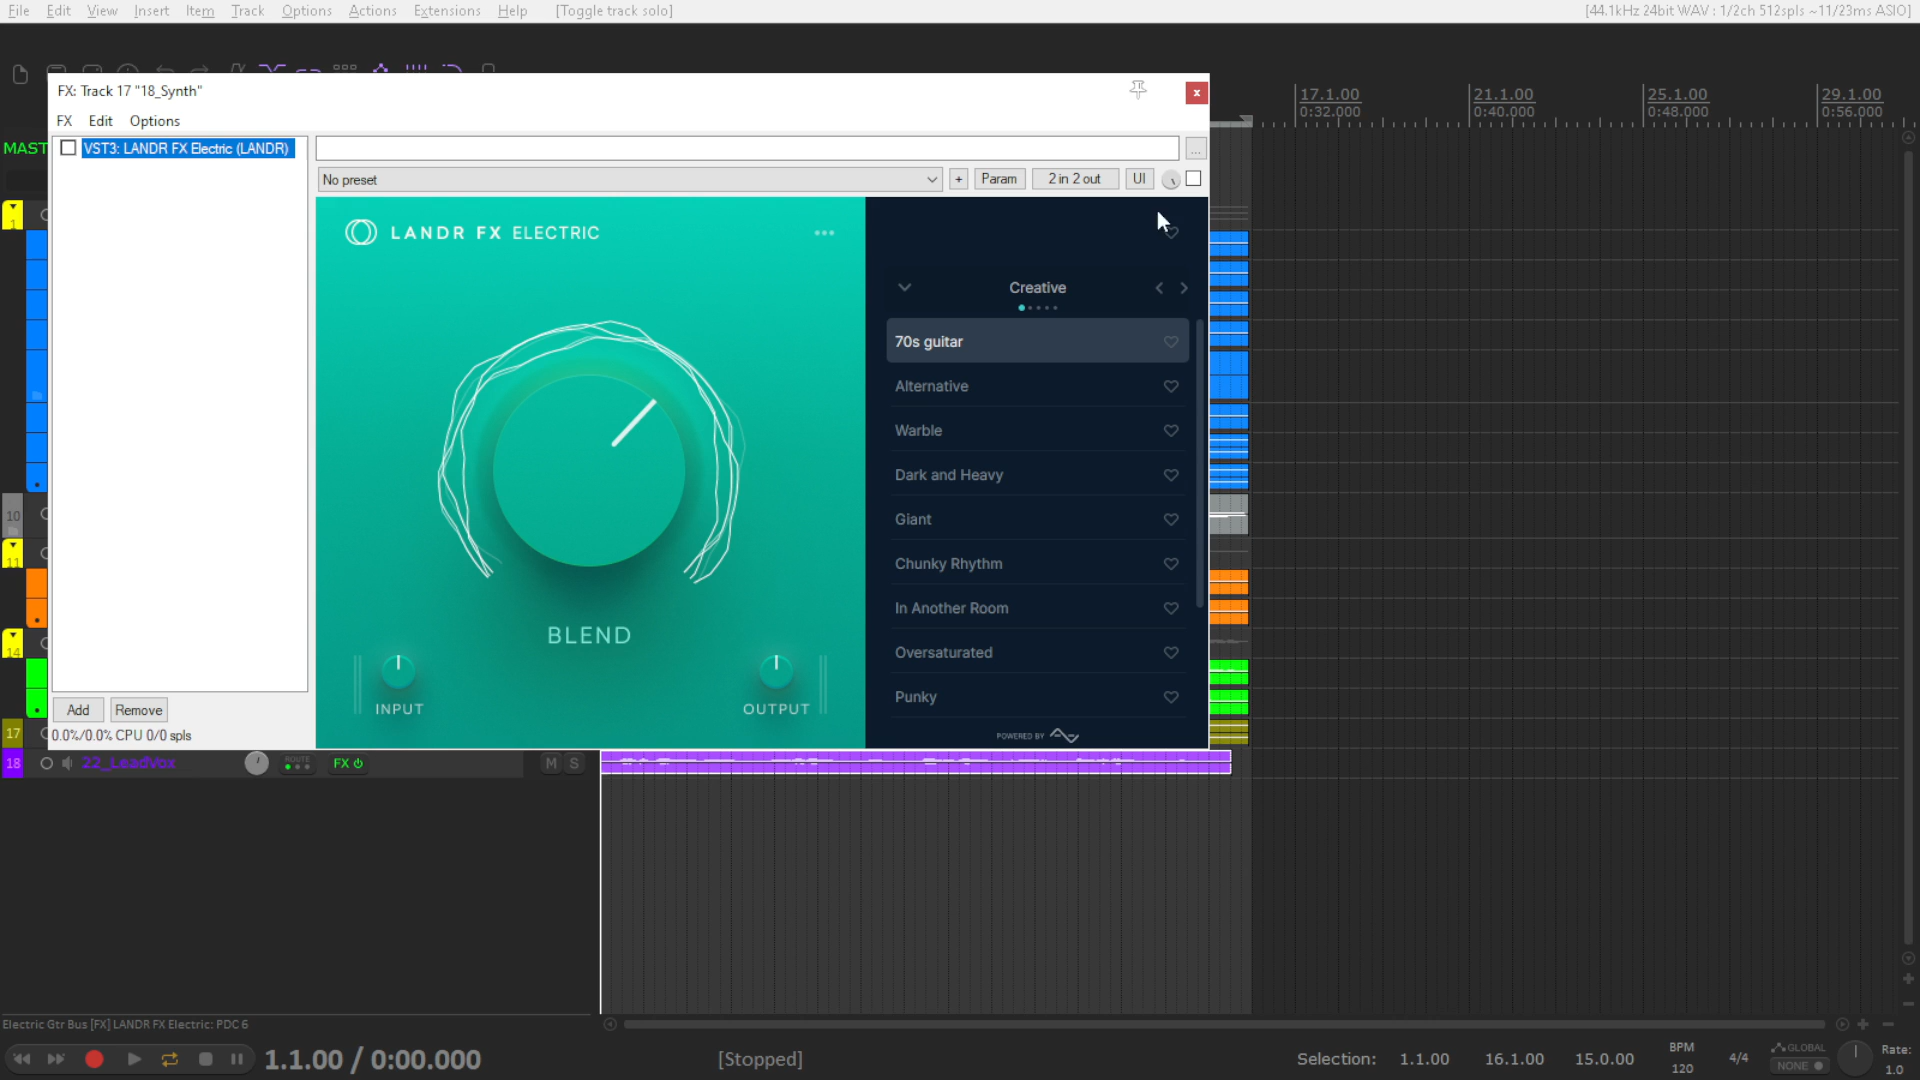 File Edit View Insert Item Track Options Actions Extensions Help [Toggle track solo] [44.1kHz 24bit WAV : 1/2ch 512spls ~11/23ms ASIO]
FX: Track 17 "18_Synth" x
17.1.00 21.1.00 25.1.00 29.1.00
0:32.000 0:40.000 0:48.000 0:56.000
FX Edit Options
MAST
VST3: LANDR FX Electric (LANDR)
...
No preset + Param 2 in 2 out UI
LANDR FX ELECTRIC
1
Creative
70s guitar
Alternative
Warble
Dark and Heavy
Giant
10
11
Chunky Rhythm
In Another Room
BLEND
14
Oversaturated
Punky
INPUT OUTPUT
Add Remove
0.0%/0.0% CPU 0/0 spls
POWERED BY
17
18 22_LeadVox ROUTE FX M S
Electric Gtr Bus [FX] LANDR FX Electric: PDC 6
1.1.00 / 0:00.000 [Stopped] Selection: 1.1.00 16.1.00 15.0.00
BPM
120
4/4
GLOBAL
NONE
Rate:
1.0